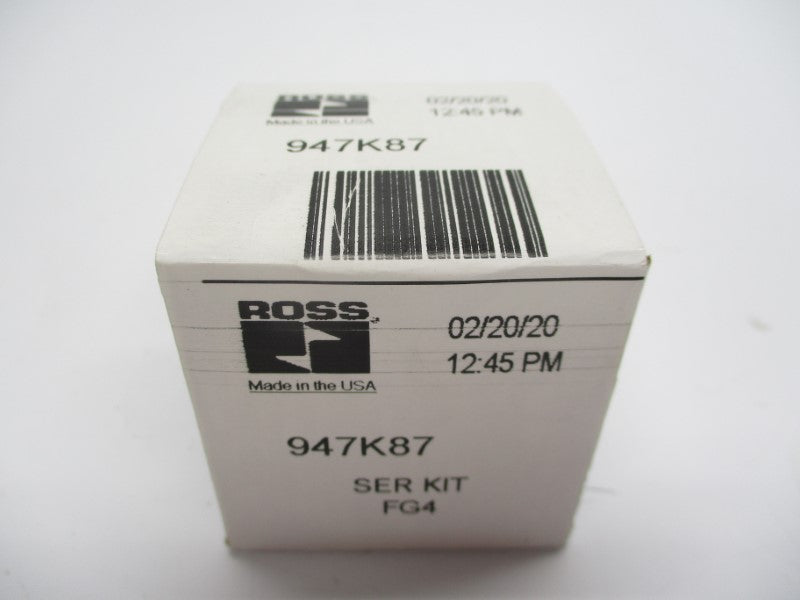 ROSS
Made in the USA
02/20/20
12:45 PM
947K87
ROSS
Made in the USA
02/20/20
12:45 PM
947K87
SER KIT
FG4